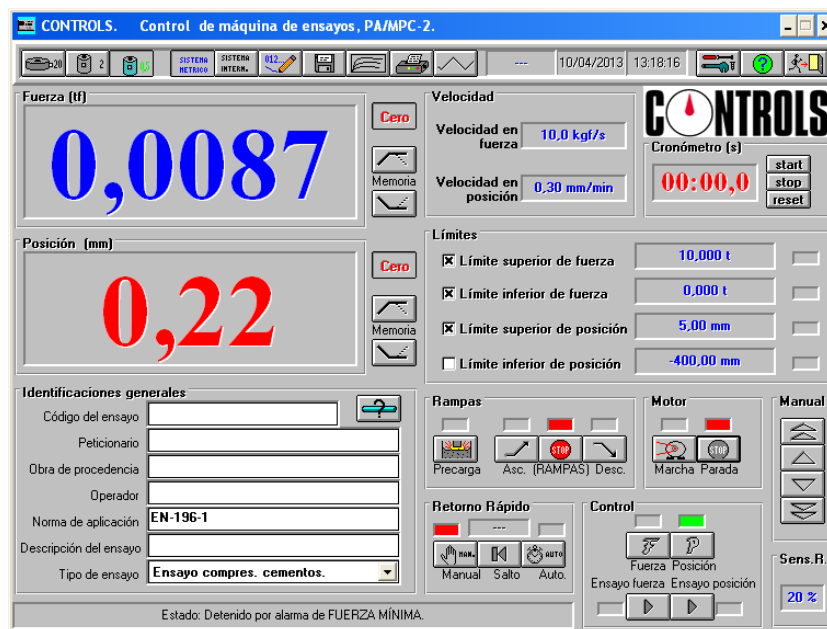 CONTROLS. Control de máquina de ensayos, PA/MPC-2.
20 2 0,5 SISTEMA METRICO SISTEMA INTERN. 012... --- 10/04/2013 13:18:16 ?
Fuerza (tf)
0,0087
Cero
Memoria
Posición (mm)
0,22
Cero
Memoria
Velocidad
Velocidad en fuerza 10,0 kgf/s
Velocidad en posición 0,30 mm/min
CONTROLS
Cronómetro (s)
00:00,0
start
stop
reset
Límites
Límite superior de fuerza 10,000 t
Límite inferior de fuerza 0,000 t
Límite superior de posición 5,00 mm
Límite inferior de posición -400,00 mm
Identificaciones generales
Código del ensayo
Peticionario
Obra de procedencia
Operador
Norma de aplicación EN-196-1
Descripción del ensayo
Tipo de ensayo Ensayo compres. cementos.
Rampas
STOP
Precarga Asc. (RAMPAS) Desc.
Motor
STOP
Marcha Parada
Manual
Retorno Rápido
---
MAN. AUTO
Manual Salto Auto.
Control
F P
Fuerza Posición
Ensayo fuerza Ensayo posición
Sens.R.
20 %
Estado: Detenido por alarma de FUERZA MÍNIMA.